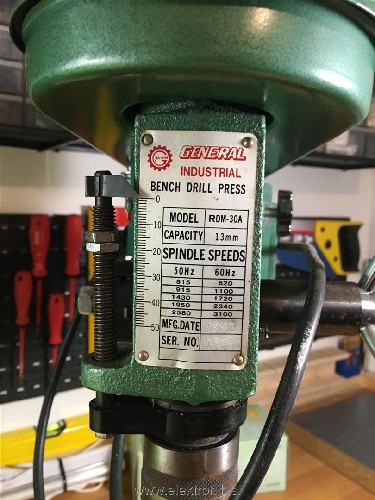 GENERAL
INDUSTRIAL
BENCH DRILL PRESS
MODEL RDM-30A
CAPACITY 13mm
SPINDLE SPEEDS
50Hz 60Hz
515 620
915 1100
1430 1720
1950 2340
2580 3100
MFG.DATE
SER. NO.
0
10
20
30
40
50